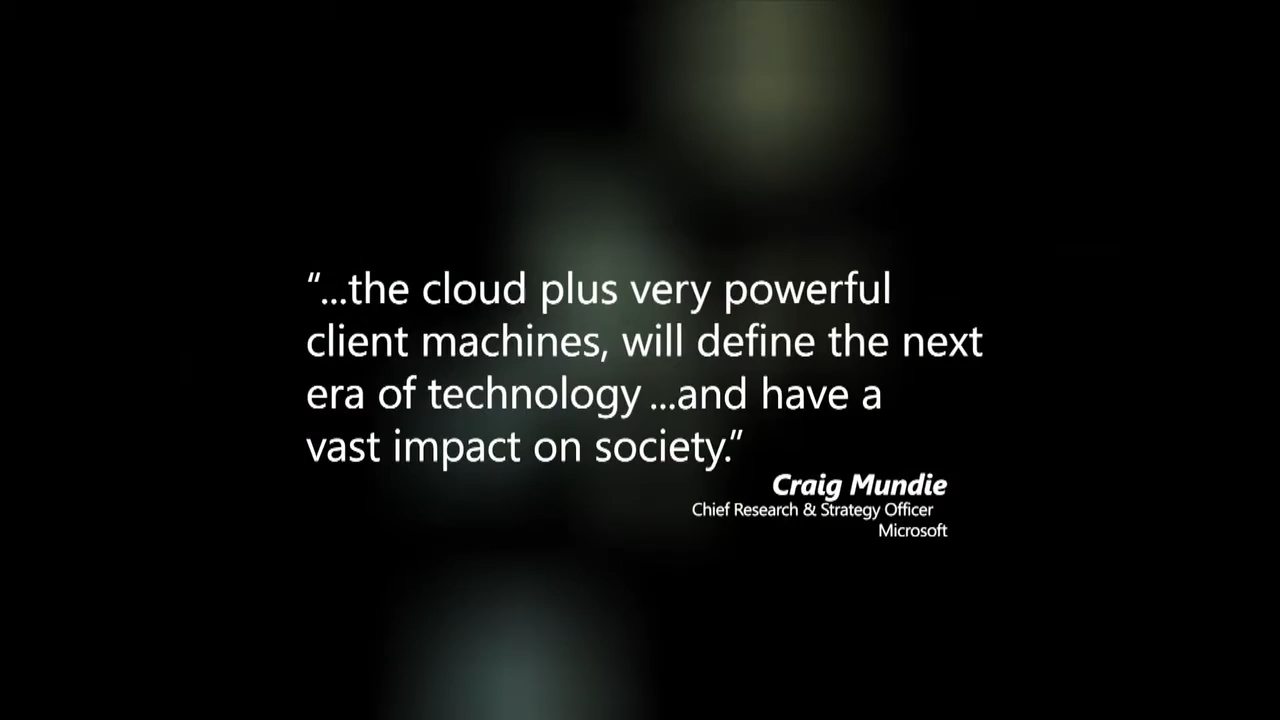 “...the cloud plus very powerful
client machines, will define the next
era of technology ...and have a
vast impact on society.”
Craig Mundie
Chief Research & Strategy Officer
Microsoft